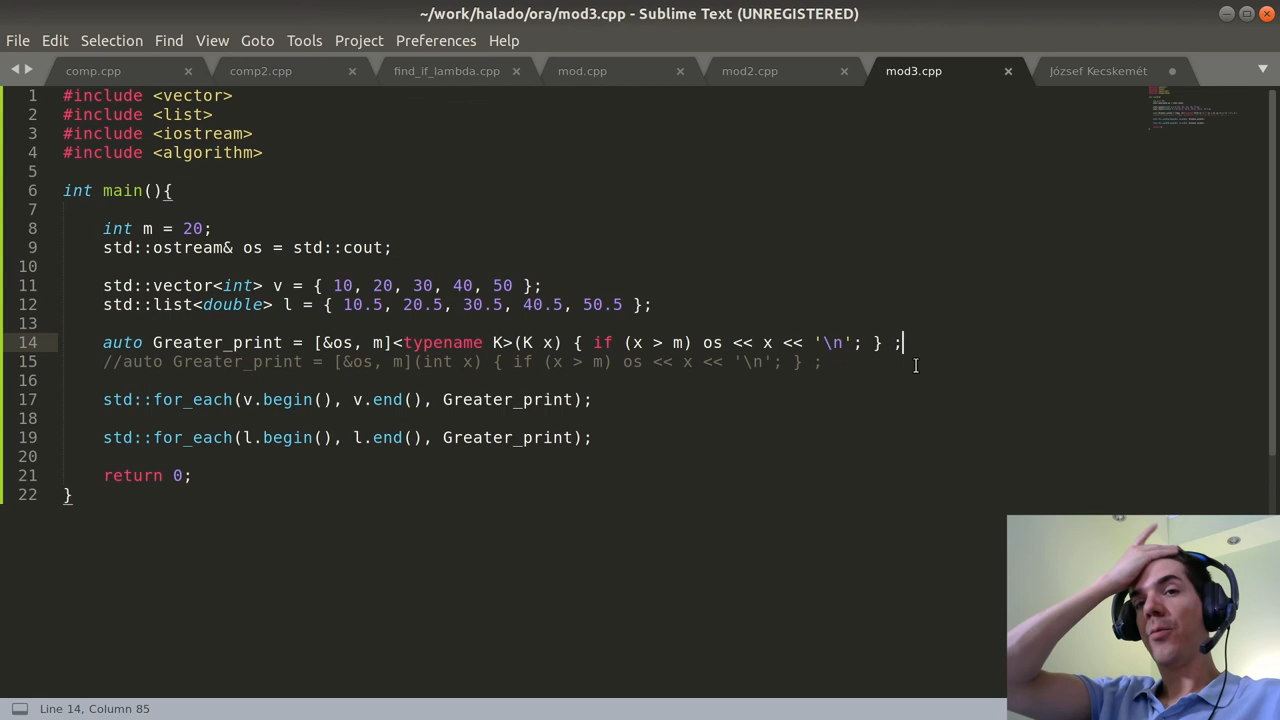 ~/work/halado/ora/mod3.cpp - Sublime Text (UNREGISTERED)
File Edit Selection Find View Goto Tools Project Preferences Help
comp.cpp comp2.cpp find_if_lambda.cpp mod.cpp mod2.cpp mod3.cpp József Kecskemét
1 #include <vector>
2 #include <list>
3 #include <iostream>
4 #include <algorithm>
5
6 int main(){
7
8 int m = 20;
9 std::ostream& os = std::cout;
10
11 std::vector<int> v = { 10, 20, 30, 40, 50 };
12 std::list<double> l = { 10.5, 20.5, 30.5, 40.5, 50.5 };
13
14 auto Greater_print = [&os, m]<typename K>(K x) { if (x > m) os << x << '\n'; } ;
15 //auto Greater_print = [&os, m](int x) { if (x > m) os << x << '\n'; } ;
16
17 std::for_each(v.begin(), v.end(), Greater_print);
18
19 std::for_each(l.begin(), l.end(), Greater_print);
20
21 return 0;
22 }
Line 14, Column 85